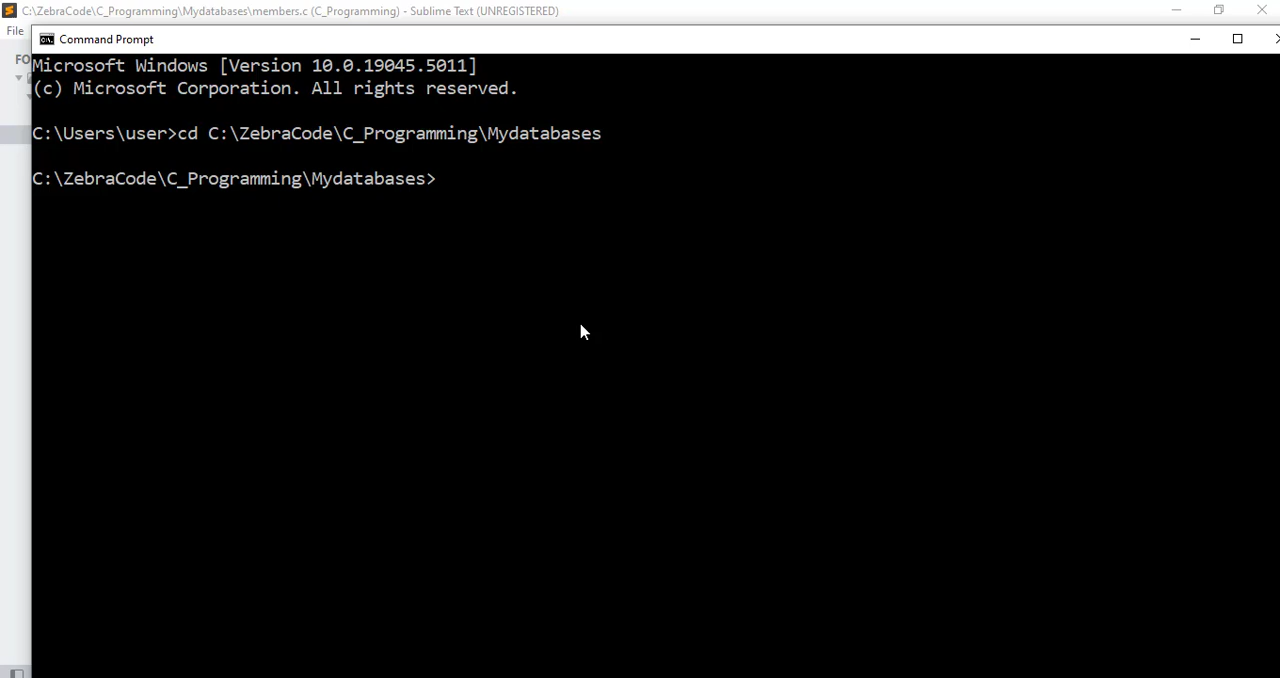 C:\ZebraCode\C_Programming\Mydatabases\members.c (C_Programming) - Sublime Text (UNREGISTERED)
File
Command Prompt
FO
Microsoft Windows [Version 10.0.19045.5011]
(c) Microsoft Corporation. All rights reserved.
C:\Users\user>cd C:\ZebraCode\C_Programming\Mydatabases
C:\ZebraCode\C_Programming\Mydatabases>